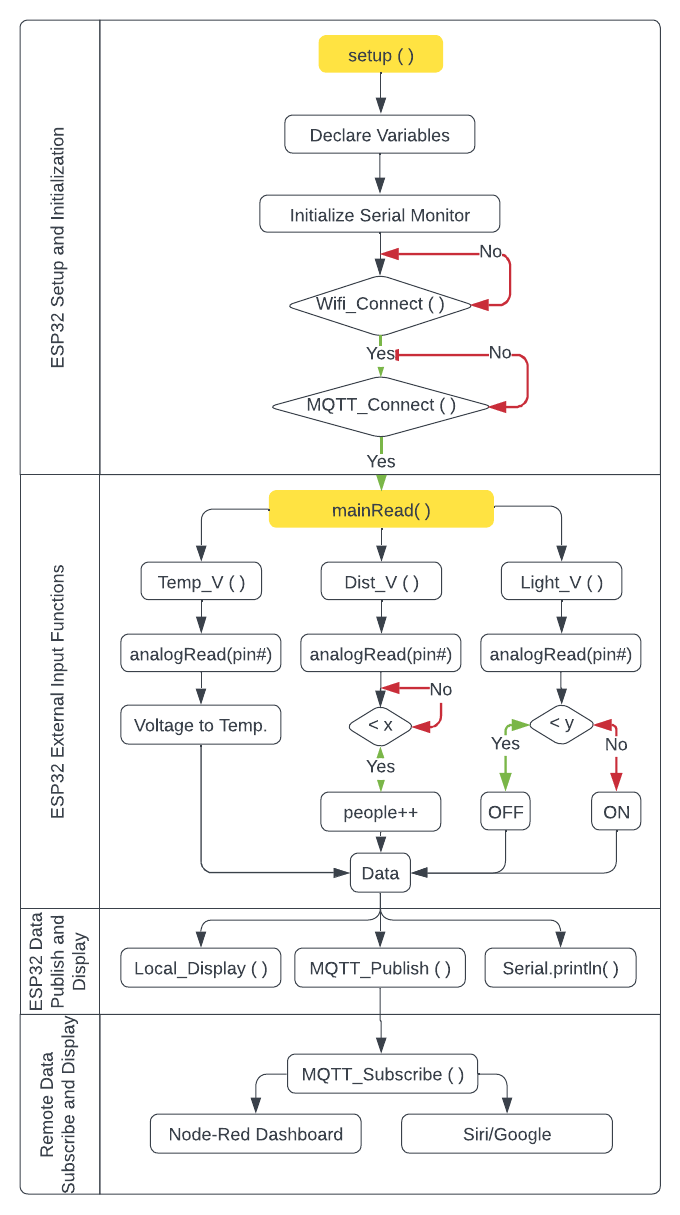 ESP32 Setup and Initialization
setup ( )
Declare Variables
Initialize Serial Monitor
No
Wifi_Connect ( )
Yes
No
MQTT_Connect ( )
Yes
ESP32 External Input Functions
mainRead( )
Temp_V ( )
Dist_V ( )
Light_V ( )
analogRead(pin#)
analogRead(pin#)
analogRead(pin#)
No
Voltage to Temp.
< x
< y
Yes
Yes
No
people++
OFF
ON
Data
ESP32 Data
Publish and
Display
Local_Display ( )
MQTT_Publish ( )
Serial.println( )
Remote Data
Subscribe and Display
MQTT_Subscribe ( )
Node-Red Dashboard
Siri/Google